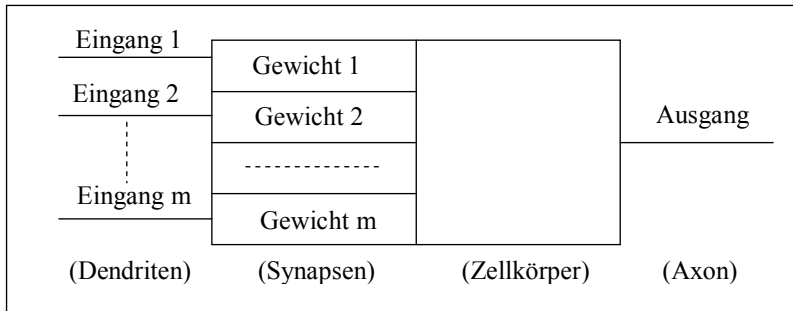 Eingang 1
Gewicht 1
Eingang 2
Gewicht 2
Ausgang
Eingang m
Gewicht m
(Dendriten) (Synapsen) (Zellkörper) (Axon)